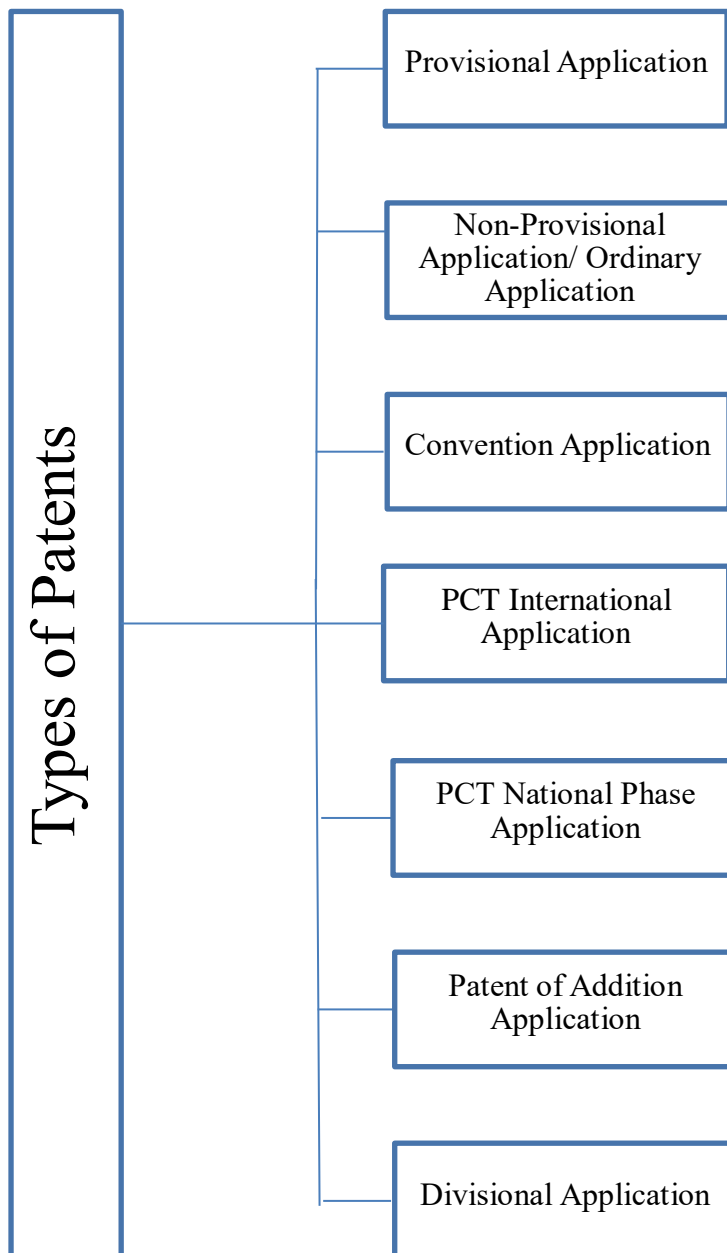 Types of Patents
Provisional Application
Non-Provisional
Application/ Ordinary
Application
Convention Application
PCT International
Application
PCT National Phase
Application
Patent of Addition
Application
Divisional Application